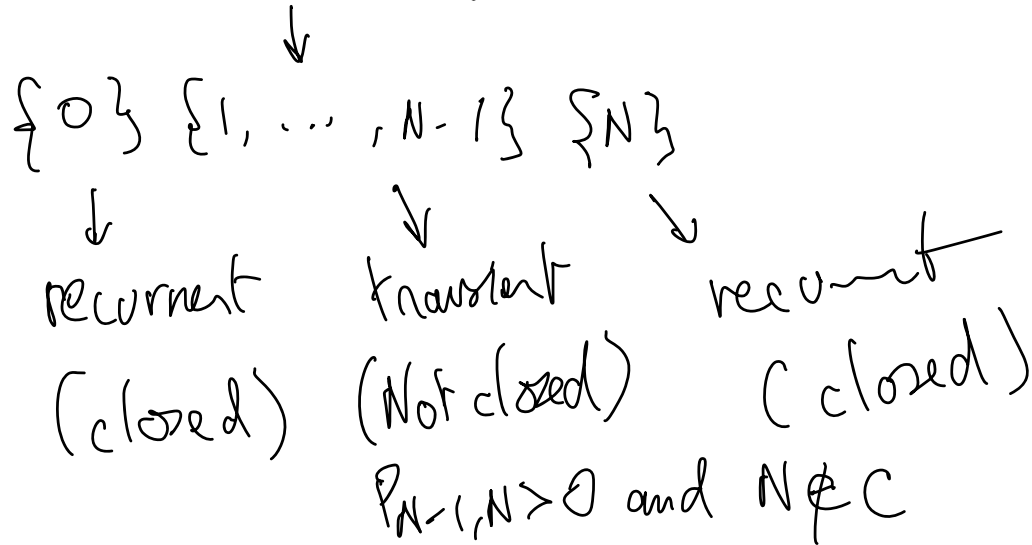 {0} {1, ... , N-1} {N}
recurrent transient recurrent
(closed) (Not closed) (closed)
P_{N-1,N} > 0 and N ∉ C